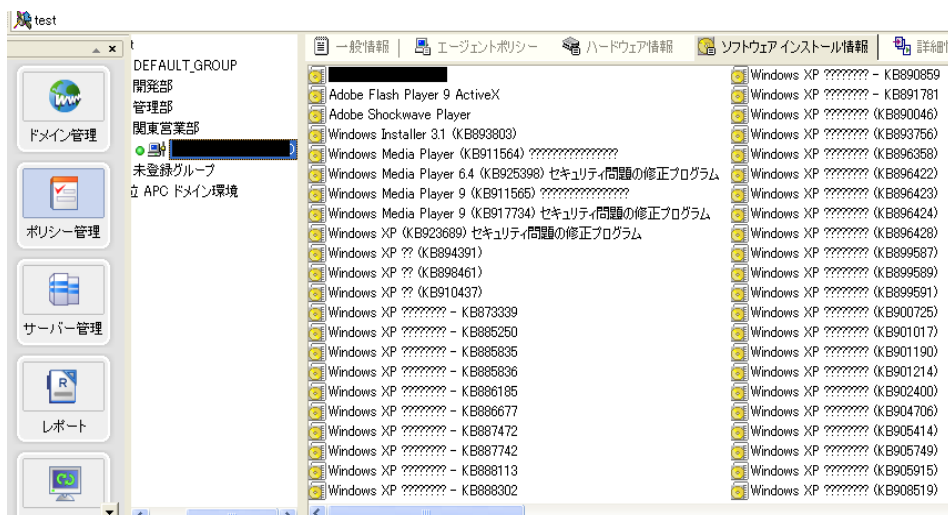 test
ドメイン管理
ポリシー管理
サーバー管理
レポート
DEFAULT_GROUP
開発部
管理部
関東営業部
未登録グループ
位 APC ドメイン環境
一般情報
エージェントポリシー
ハードウェア情報
ソフトウェア インストール情報
詳細情
Adobe Flash Player 9 ActiveX
Adobe Shockwave Player
Windows Installer 3.1 (KB893803)
Windows Media Player (KB911564) ????????????????
Windows Media Player 6.4 (KB925398) セキュリティ問題の修正プログラム
Windows Media Player 9 (KB911565) ????????????????
Windows Media Player 9 (KB917734) セキュリティ問題の修正プログラム
Windows XP (KB923689) セキュリティ問題の修正プログラム
Windows XP ?? (KB894391)
Windows XP ?? (KB898461)
Windows XP ?? (KB910437)
Windows XP ???????? - KB873339
Windows XP ???????? - KB885250
Windows XP ???????? - KB885835
Windows XP ???????? - KB885836
Windows XP ???????? - KB886185
Windows XP ???????? - KB886677
Windows XP ???????? - KB887472
Windows XP ???????? - KB887742
Windows XP ???????? - KB888113
Windows XP ???????? - KB888302
Windows XP ???????? - KB890859
Windows XP ???????? - KB891781
Windows XP ???????? (KB890046)
Windows XP ???????? (KB893756)
Windows XP ???????? (KB896358)
Windows XP ???????? (KB896422)
Windows XP ???????? (KB896423)
Windows XP ???????? (KB896424)
Windows XP ???????? (KB896428)
Windows XP ???????? (KB899587)
Windows XP ???????? (KB899589)
Windows XP ???????? (KB899591)
Windows XP ???????? (KB900725)
Windows XP ???????? (KB901017)
Windows XP ???????? (KB901190)
Windows XP ???????? (KB901214)
Windows XP ???????? (KB902400)
Windows XP ???????? (KB904706)
Windows XP ???????? (KB905414)
Windows XP ???????? (KB905749)
Windows XP ???????? (KB905915)
Windows XP ???????? (KB908519)